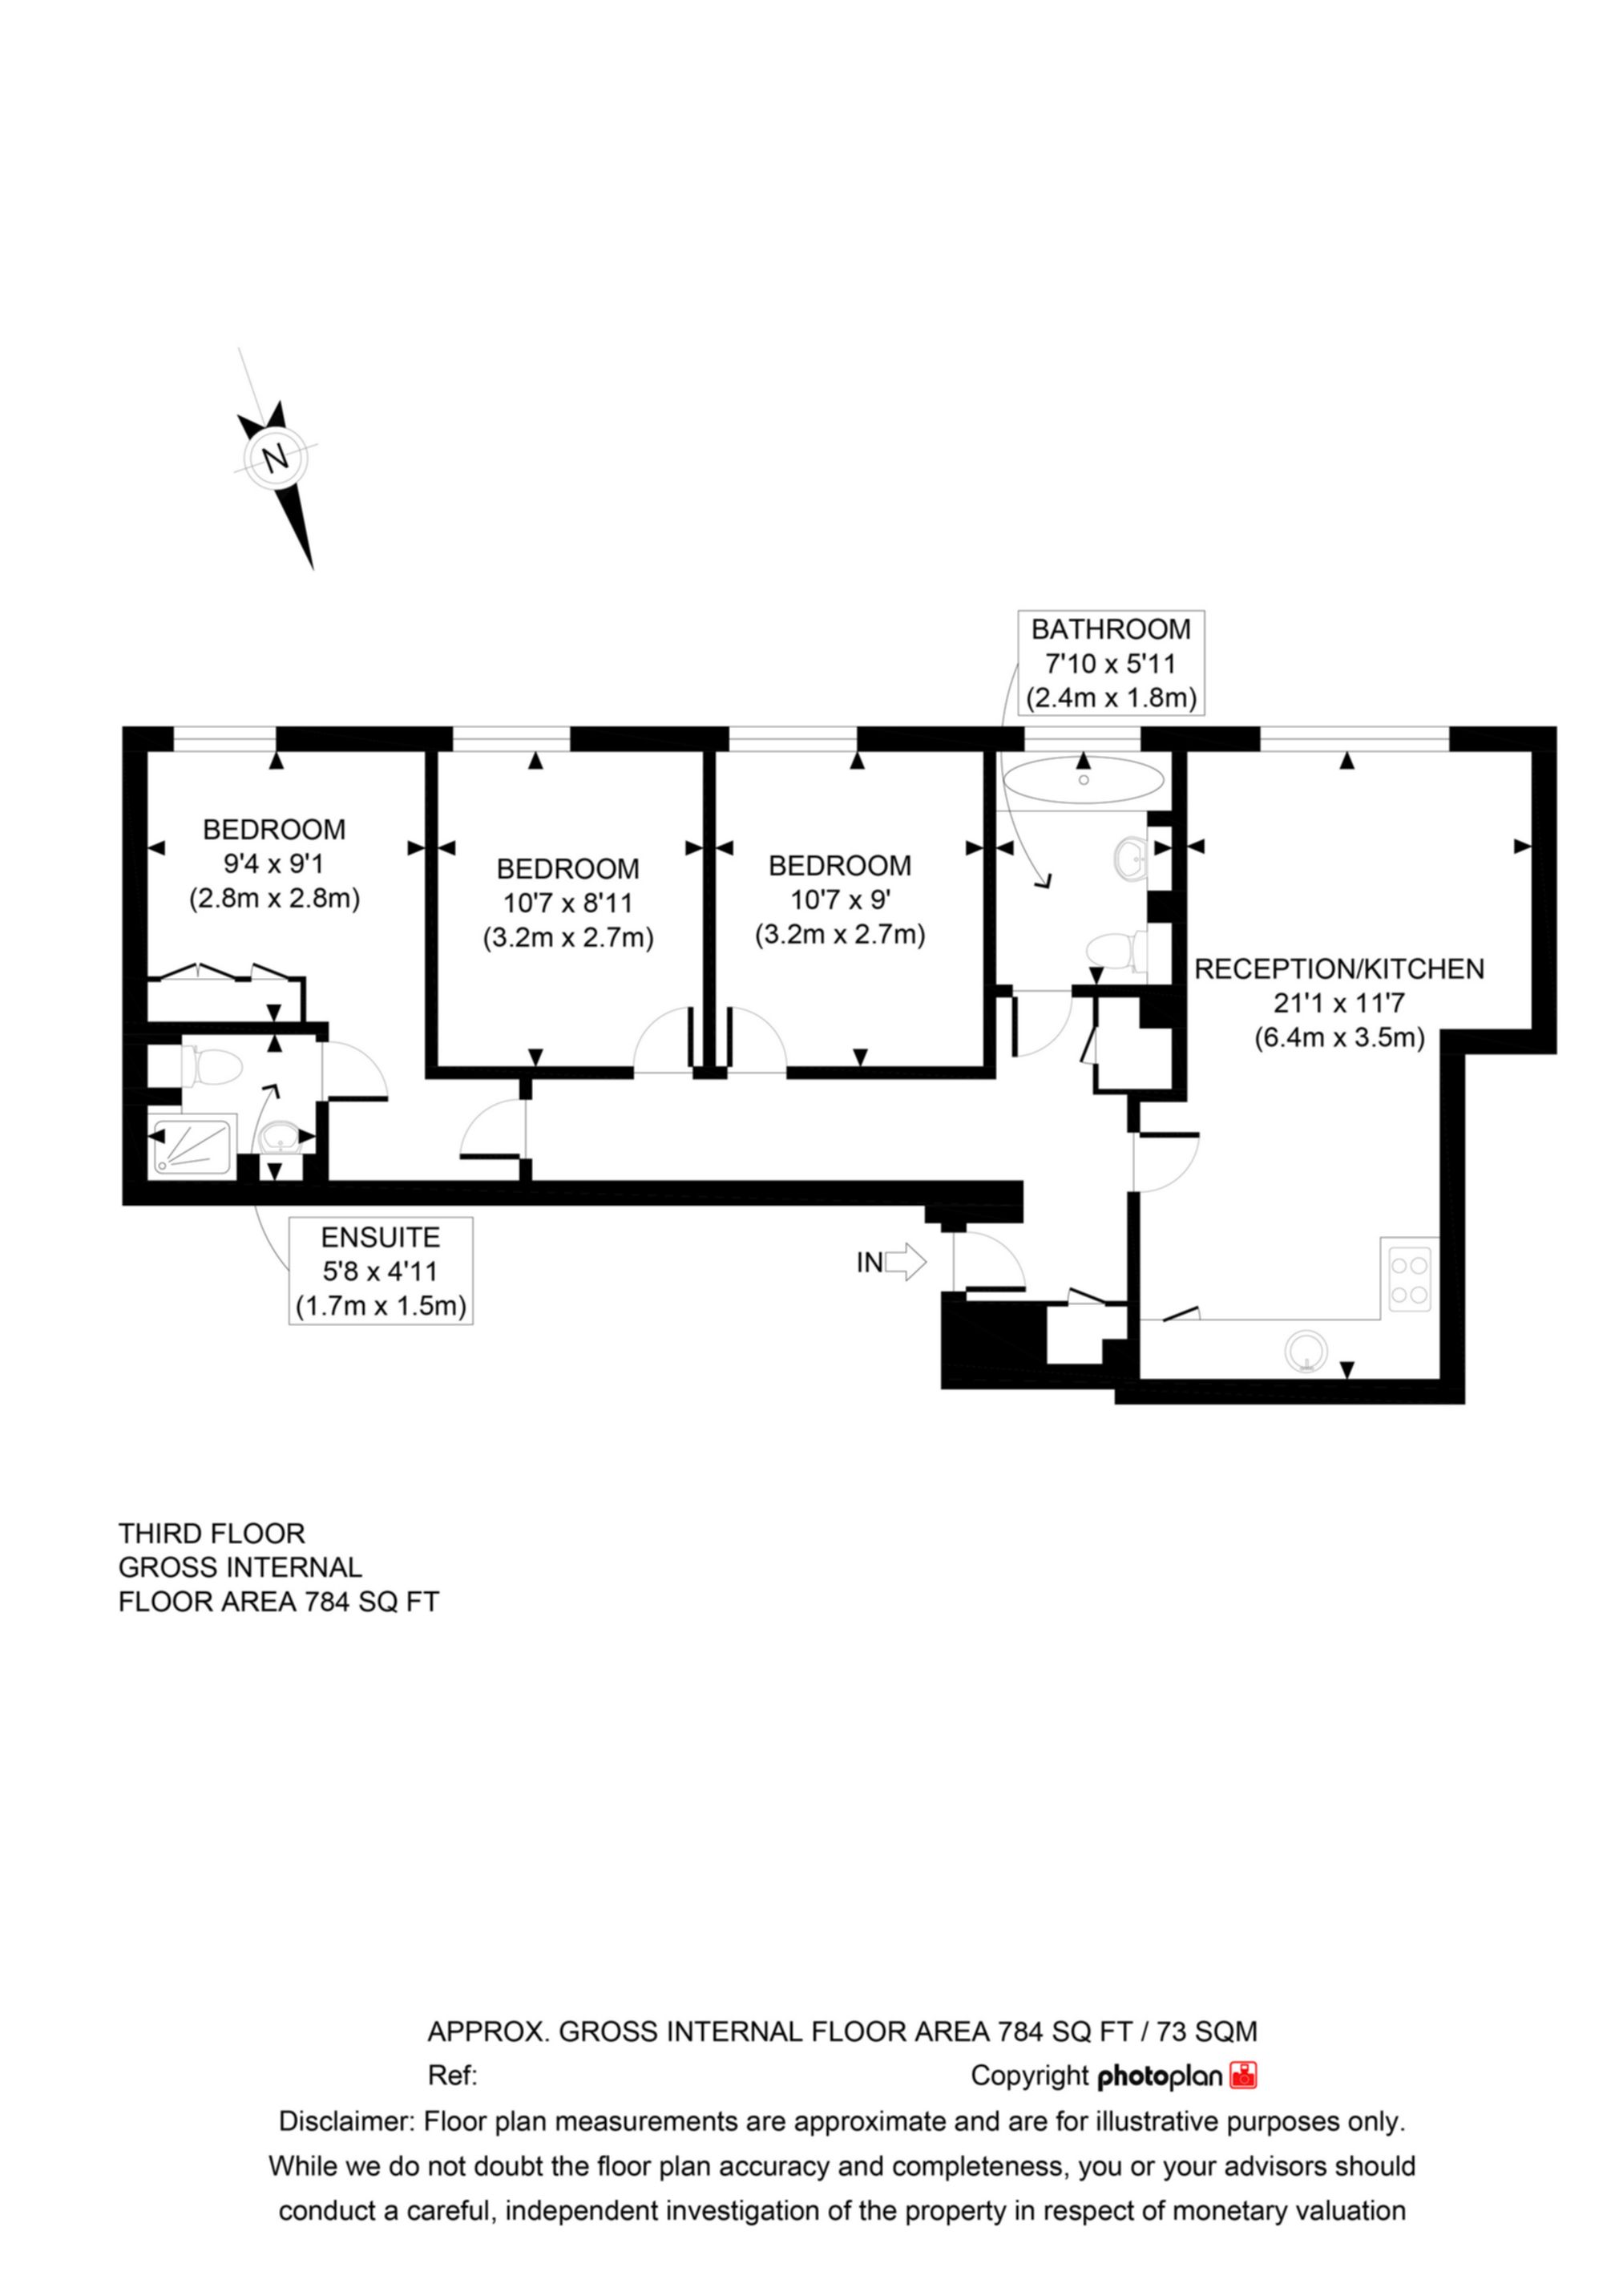 N
BATHROOM
7'10 x 5'11
(2.4m x 1.8m)
BEDROOM
9'4 x 9'1
(2.8m x 2.8m)
BEDROOM
10'7 x 8'11
(3.2m x 2.7m)
BEDROOM
10'7 x 9'
(3.2m x 2.7m)
RECEPTION/KITCHEN
21'1 x 11'7
(6.4m x 3.5m)
ENSUITE
5'8 x 4'11
(1.7m x 1.5m)
IN
THIRD FLOOR
GROSS INTERNAL
FLOOR AREA 784 SQ FT
APPROX. GROSS INTERNAL FLOOR AREA 784 SQ FT / 73 SQM
Ref:
Copyright photoplan
Disclaimer: Floor plan measurements are approximate and are for illustrative purposes only.
While we do not doubt the floor plan accuracy and completeness, you or your advisors should
conduct a careful, independent investigation of the property in respect of monetary valuation